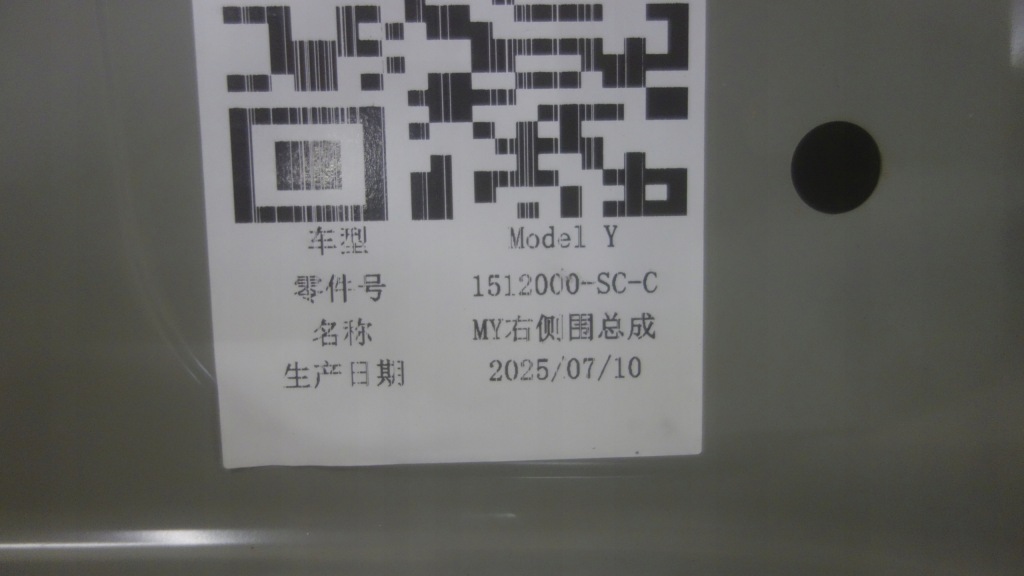 车型 Model Y
零件号 1512000-SC-C
名称 MY右侧围总成
生产日期 2025/07/10